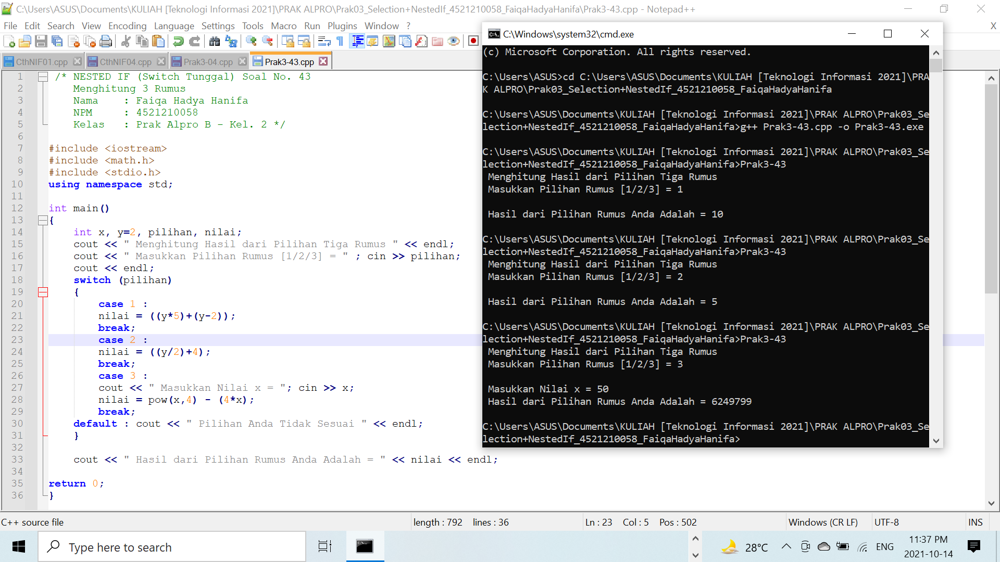 C:\Users\ASUS\Documents\KULIAH [Teknologi Informasi 2021]\PRAK ALPRO\Prak03_Selection+NestedIf_4521210058_FaiqaHadyaHanifa\Prak3-43.cpp - Notepad++
File Edit Search View Encoding Language Settings Tools Macro Run Plugins Window ? X
CthNIF01.cpp CthNIF04.cpp Prak3-04.cpp Prak3-43.cpp
1 /* NESTED IF (Switch Tunggal) Soal No. 43
2 Menghitung 3 Rumus
3 Nama : Faiqa Hadya Hanifa
4 NPM : 4521210058
5 Kelas : Prak Alpro B - Kel. 2 */
6
7 #include <iostream>
8 #include <math.h>
9 #include <stdio.h>
10 using namespace std;
11
12 int main()
13 {
14 int x, y=2, pilihan, nilai;
15 cout << " Menghitung Hasil dari Pilihan Tiga Rumus " << endl;
16 cout << " Masukkan Pilihan Rumus [1/2/3] = " ; cin >> pilihan;
17 cout << endl;
18 switch (pilihan)
19 {
20 case 1 :
21 nilai = ((y*5)+(y-2));
22 break;
23 case 2 :
24 nilai = ((y/2)+4);
25 break;
26 case 3 :
27 cout << " Masukkan Nilai x = "; cin >> x;
28 nilai = pow(x,4) - (4*x);
29 break;
30 default : cout << " Pilihan Anda Tidak Sesuai " << endl;
31 }
32
33 cout << " Hasil dari Pilihan Rumus Anda Adalah = " << nilai << endl;
34
35 return 0;
36 }
C:\Windows\system32\cmd.exe
(c) Microsoft Corporation. All rights reserved.
C:\Users\ASUS>cd C:\Users\ASUS\Documents\KULIAH [Teknologi Informasi 2021]\PRA
K ALPRO\Prak03_Selection+NestedIf_4521210058_FaiqaHadyaHanifa
C:\Users\ASUS\Documents\KULIAH [Teknologi Informasi 2021]\PRAK ALPRO\Prak03_Se
lection+NestedIf_4521210058_FaiqaHadyaHanifa>g++ Prak3-43.cpp -o Prak3-43.exe
C:\Users\ASUS\Documents\KULIAH [Teknologi Informasi 2021]\PRAK ALPRO\Prak03_Se
lection+NestedIf_4521210058_FaiqaHadyaHanifa>Prak3-43
Menghitung Hasil dari Pilihan Tiga Rumus
Masukkan Pilihan Rumus [1/2/3] = 1
Hasil dari Pilihan Rumus Anda Adalah = 10
C:\Users\ASUS\Documents\KULIAH [Teknologi Informasi 2021]\PRAK ALPRO\Prak03_Se
lection+NestedIf_4521210058_FaiqaHadyaHanifa>Prak3-43
Menghitung Hasil dari Pilihan Tiga Rumus
Masukkan Pilihan Rumus [1/2/3] = 2
Hasil dari Pilihan Rumus Anda Adalah = 5
C:\Users\ASUS\Documents\KULIAH [Teknologi Informasi 2021]\PRAK ALPRO\Prak03_Se
lection+NestedIf_4521210058_FaiqaHadyaHanifa>Prak3-43
Menghitung Hasil dari Pilihan Tiga Rumus
Masukkan Pilihan Rumus [1/2/3] = 3
Masukkan Nilai x = 50
Hasil dari Pilihan Rumus Anda Adalah = 6249799
C:\Users\ASUS\Documents\KULIAH [Teknologi Informasi 2021]\PRAK ALPRO\Prak03_Se
lection+NestedIf_4521210058_FaiqaHadyaHanifa>
C++ source file length : 792 lines : 36 Ln : 23 Col : 5 Pos : 502 Windows (CR LF) UTF-8 INS
Type here to search 28°C ENG 11:37 PM
2021-10-14